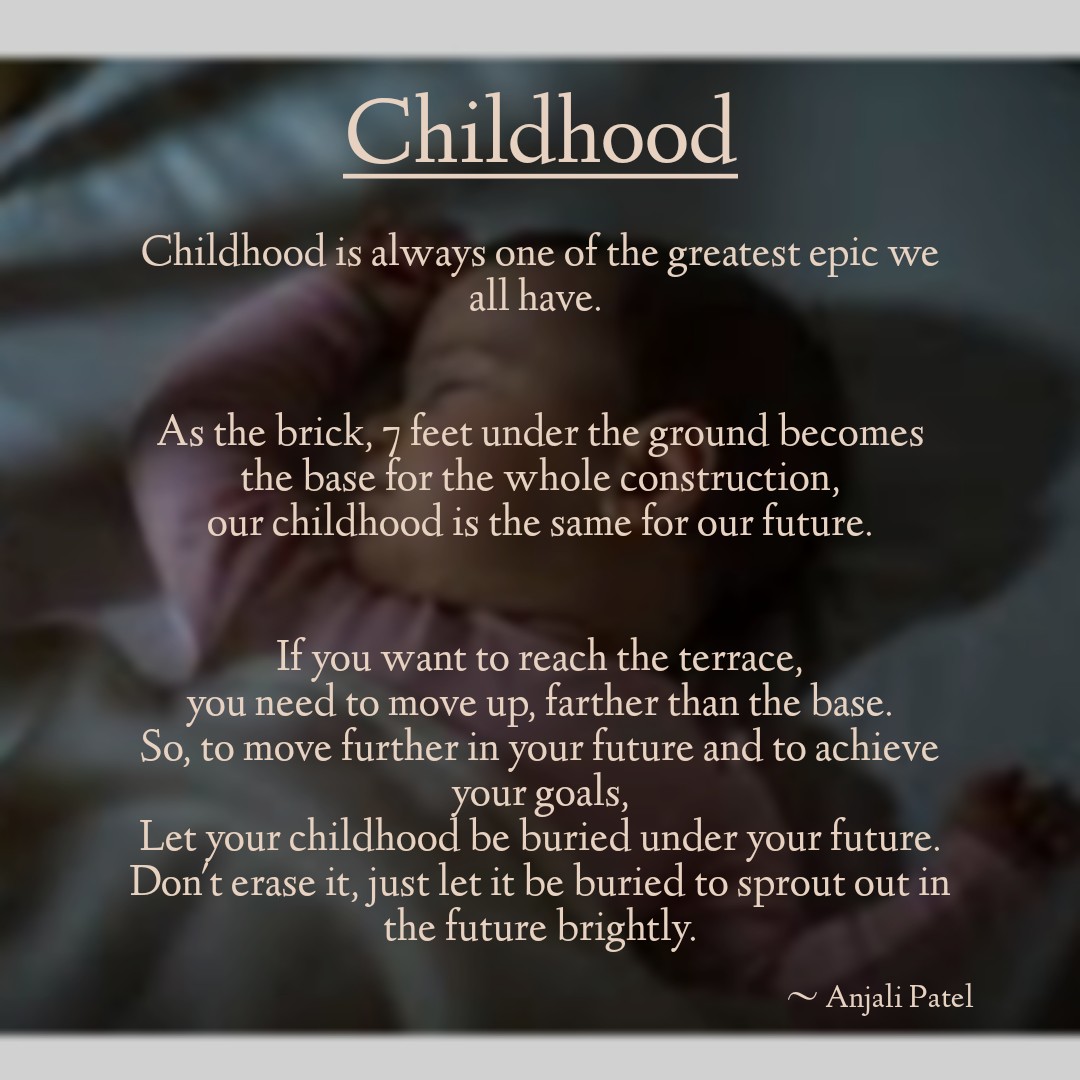 Childhood
Childhood is always one of the greatest epic we
all have.
As the brick, 7 feet under the ground becomes
the base for the whole construction,
our childhood is the same for our future.
If you want to reach the terrace,
you need to move up, farther than the base.
So, to move further in your future and to achieve
your goals,
Let your childhood be buried under your future.
Don't erase it, just let it be buried to sprout out in
the future brightly.
~ Anjali Patel